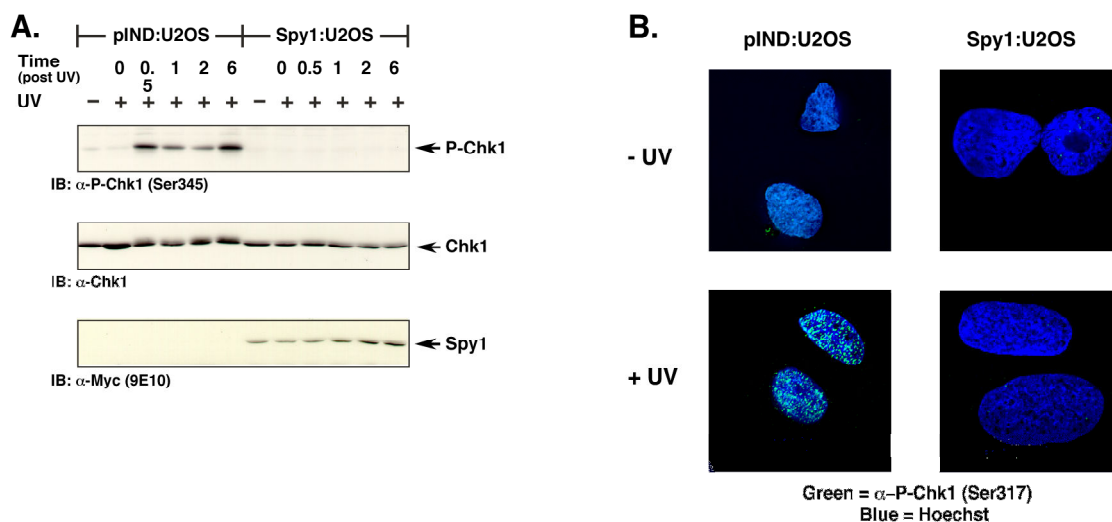 A.
pIND:U2OS Spy1:U2OS
Time 0 0. 1 2 6 0 0.5 1 2 6
(post UV) 5
UV − + + + + + − + + + + +
P-Chk1
IB: α-P-Chk1 (Ser345)
Chk1
IB: α-Chk1
Spy1
IB: α-Myc (9E10)
B.
pIND:U2OS Spy1:U2OS
- UV
+ UV
Green = α–P-Chk1 (Ser317)
Blue = Hoechst